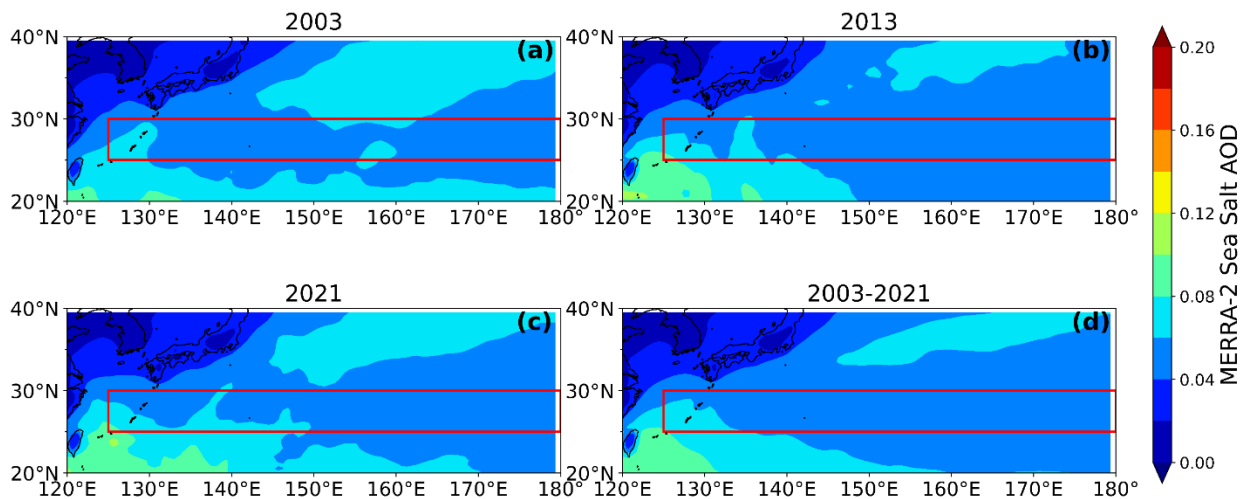 2003
2013
40°N
30°N
20°N
(a)
120°E 130°E 140°E 150°E 160°E 170°E 180°
40°N
30°N
20°N
(b)
120°E 130°E 140°E 150°E 160°E 170°E 180°
2021
2003-2021
40°N
30°N
20°N
(c)
120°E 130°E 140°E 150°E 160°E 170°E 180°
40°N
30°N
20°N
(d)
120°E 130°E 140°E 150°E 160°E 170°E 180°
0.20
0.16
0.12
0.08
0.04
0.00
MERRA-2 Sea Salt AOD